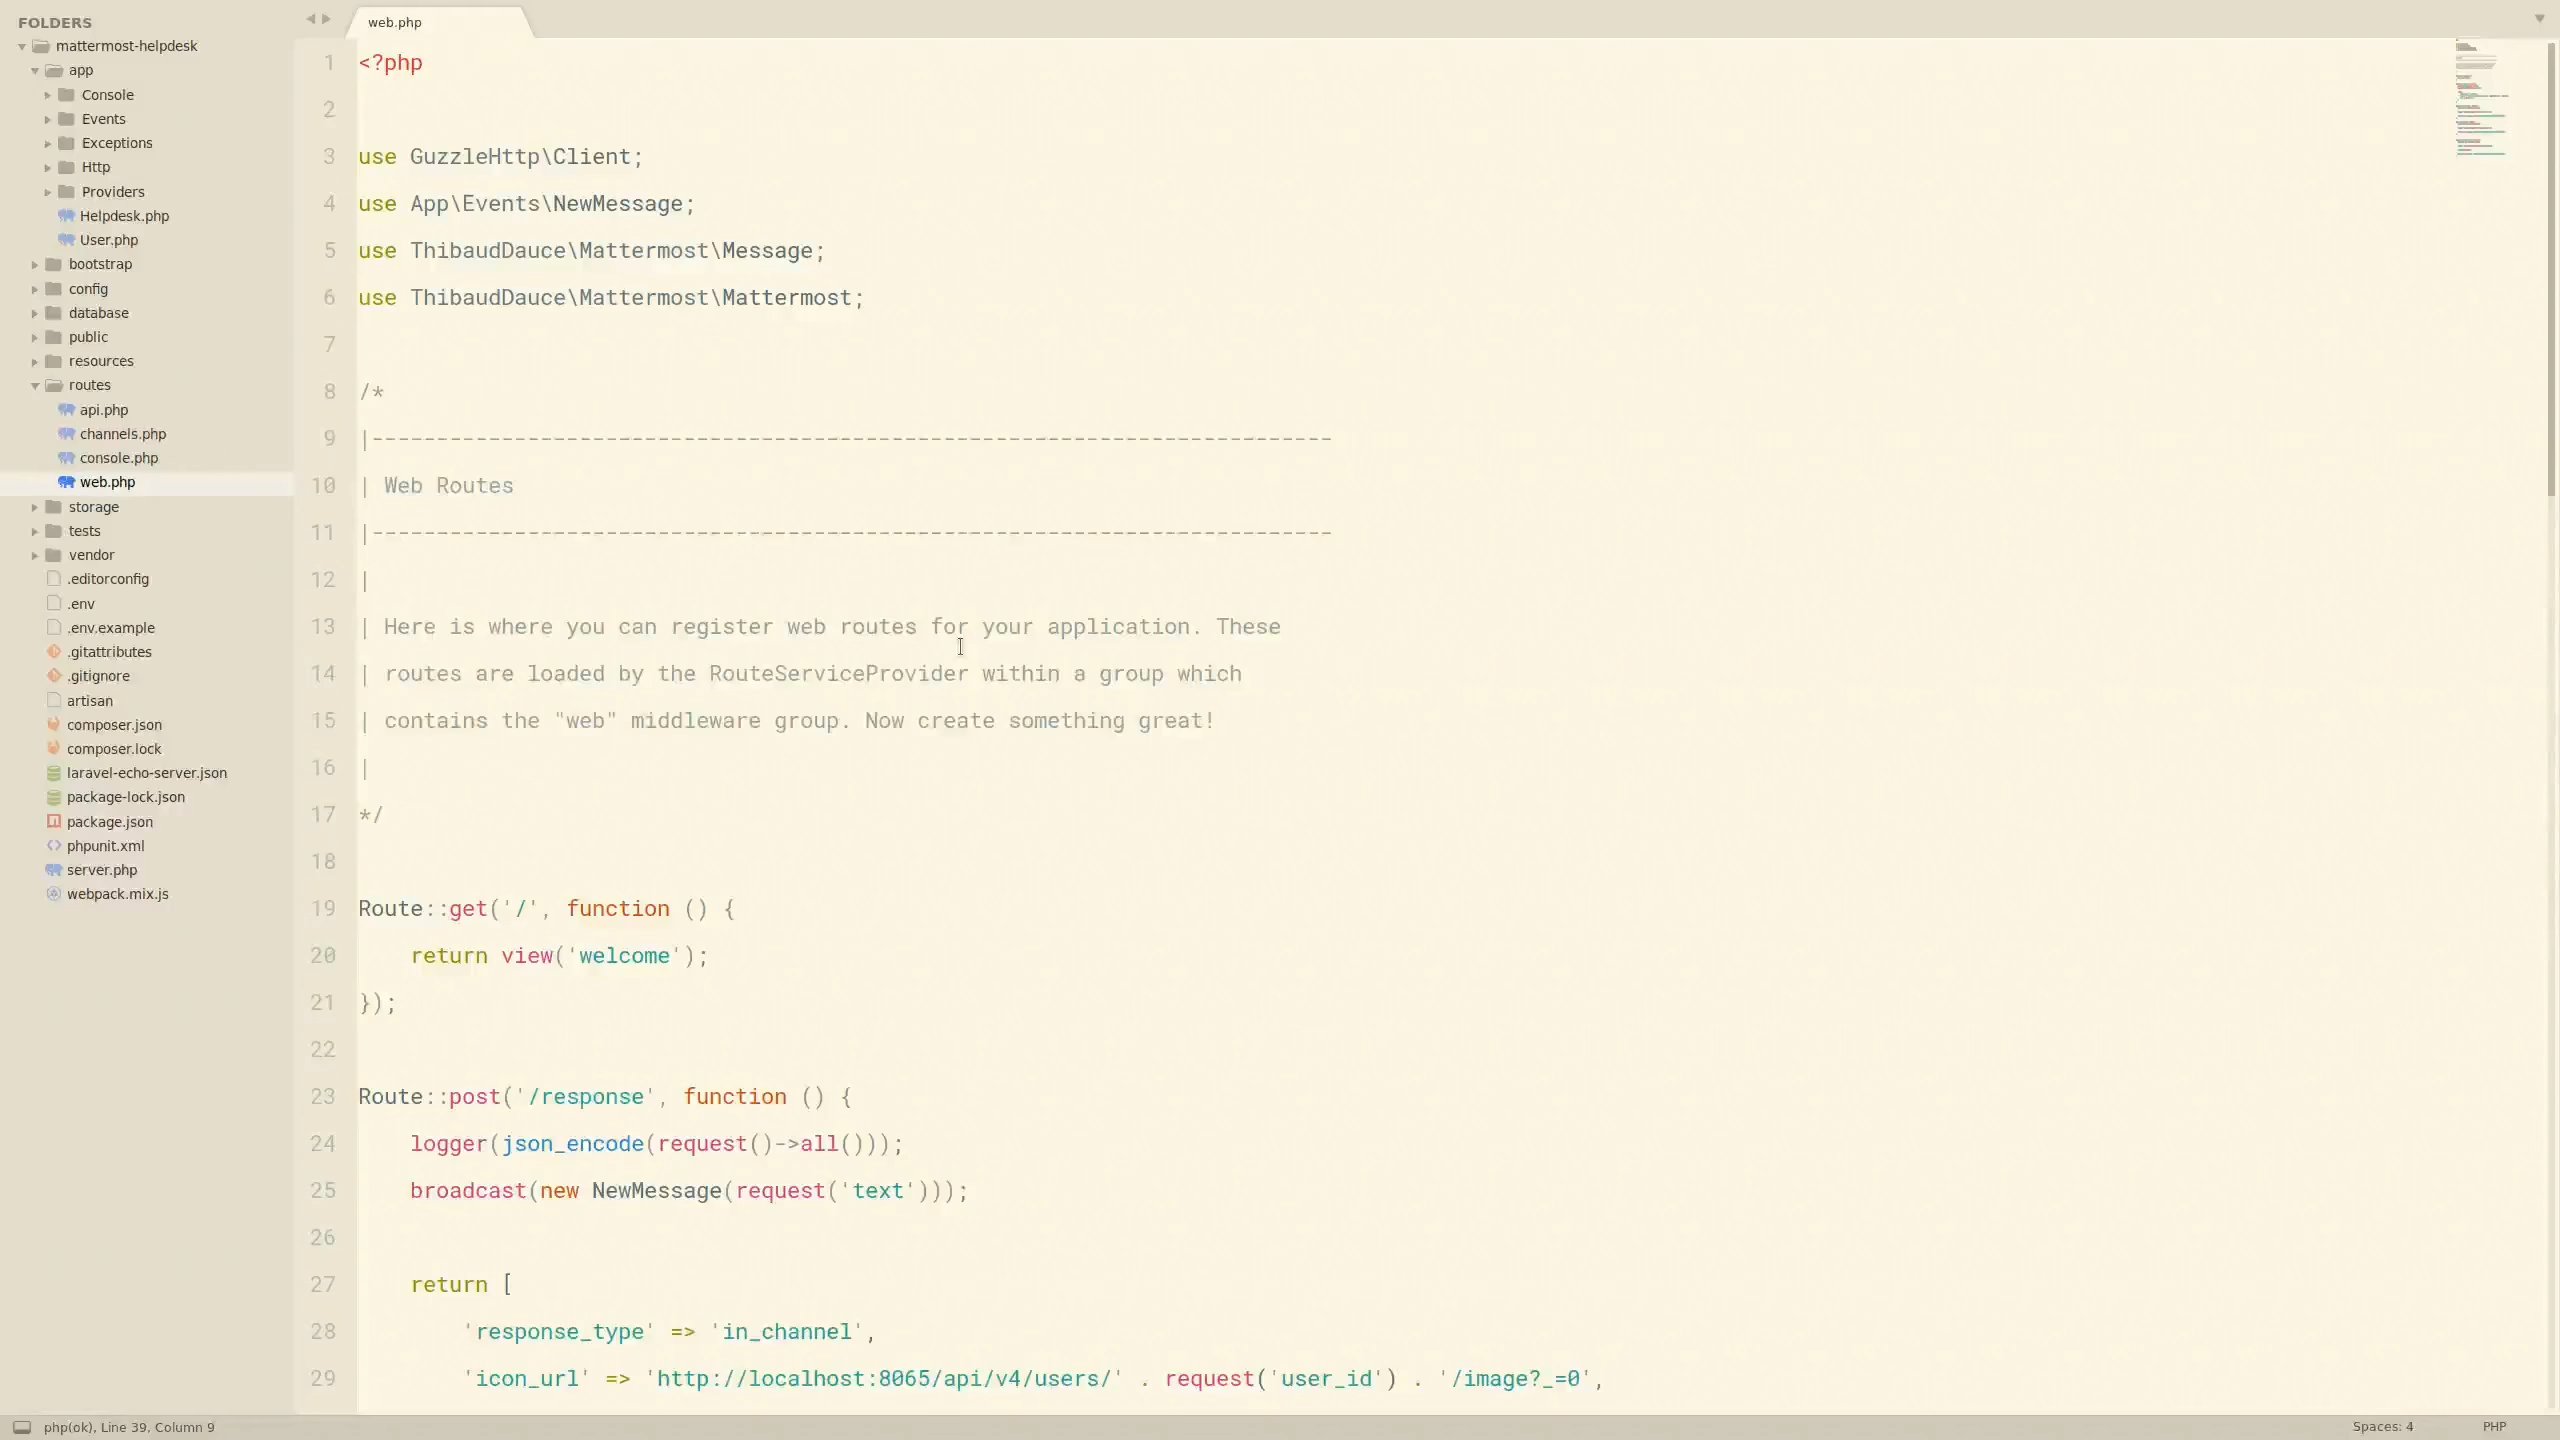 FOLDERS
mattermost-helpdesk
app
Console
Events
Exceptions
Http
Providers
Helpdesk.php
User.php
bootstrap
config
database
public
resources
routes
api.php
channels.php
console.php
web.php
storage
tests
vendor
.editorconfig
.env
.env.example
.gitattributes
.gitignore
artisan
composer.json
composer.lock
laravel-echo-server.json
package-lock.json
package.json
phpunit.xml
server.php
webpack.mix.js
web.php
1 <?php
2
3 use GuzzleHttp\Client;
4 use App\Events\NewMessage;
5 use ThibaudDauce\Mattermost\Message;
6 use ThibaudDauce\Mattermost\Mattermost;
7
8 /*
9 |--------------------------------------------------------------------------
10 | Web Routes
11 |--------------------------------------------------------------------------
12 |
13 | Here is where you can register web routes for your application. These
14 | routes are loaded by the RouteServiceProvider within a group which
15 | contains the "web" middleware group. Now create something great!
16 |
17 */
18
19 Route::get('/', function () {
20     return view('welcome');
21 });
22
23 Route::post('/response', function () {
24     logger(json_encode(request()->all()));
25     broadcast(new NewMessage(request('text')));
26
27     return [
28         'response_type' => 'in_channel',
29         'icon_url' => 'http://localhost:8065/api/v4/users/' . request('user_id') . '/image?_=0',
php(ok), Line 39, Column 9
Spaces: 4
PHP